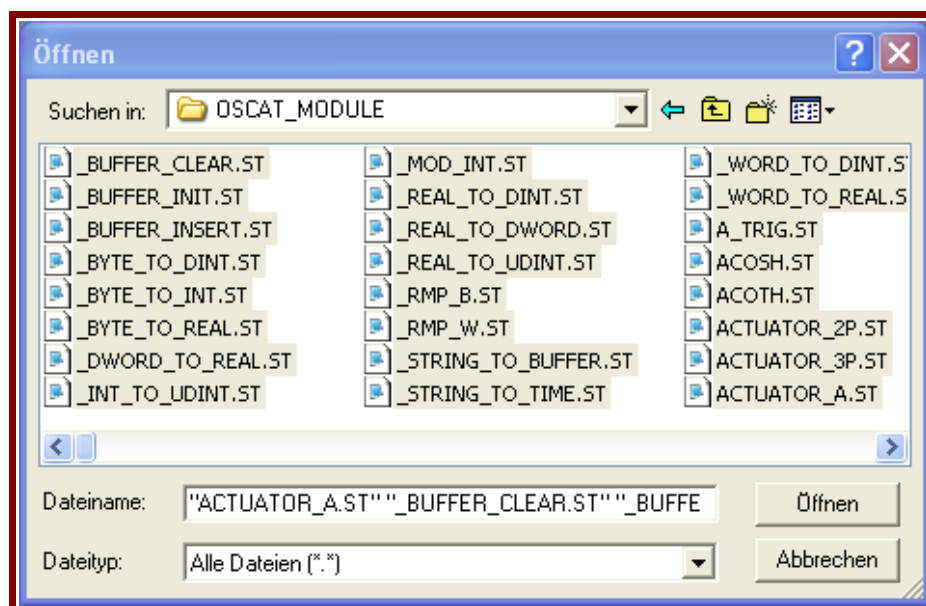 Öffnen
Suchen in: OSCAT_MODULE
_BUFFER_CLEAR.ST
_BUFFER_INIT.ST
_BUFFER_INSERT.ST
_BYTE_TO_DINT.ST
_BYTE_TO_INT.ST
_BYTE_TO_REAL.ST
_DWORD_TO_REAL.ST
_INT_TO_UDINT.ST
_MOD_INT.ST
_REAL_TO_DINT.ST
_REAL_TO_DWORD.ST
_REAL_TO_UDINT.ST
_RMP_B.ST
_RMP_W.ST
_STRING_TO_BUFFER.ST
_STRING_TO_TIME.ST
_WORD_TO_DINT.S
_WORD_TO_REAL.S
A_TRIG.ST
ACOSH.ST
ACOTH.ST
ACTUATOR_2P.ST
ACTUATOR_3P.ST
ACTUATOR_A.ST
Dateiname: "ACTUATOR_A.ST" "_BUFFER_CLEAR.ST" "_BUFFE Öffnen
Dateityp: Alle Dateien (*.*) Abbrechen